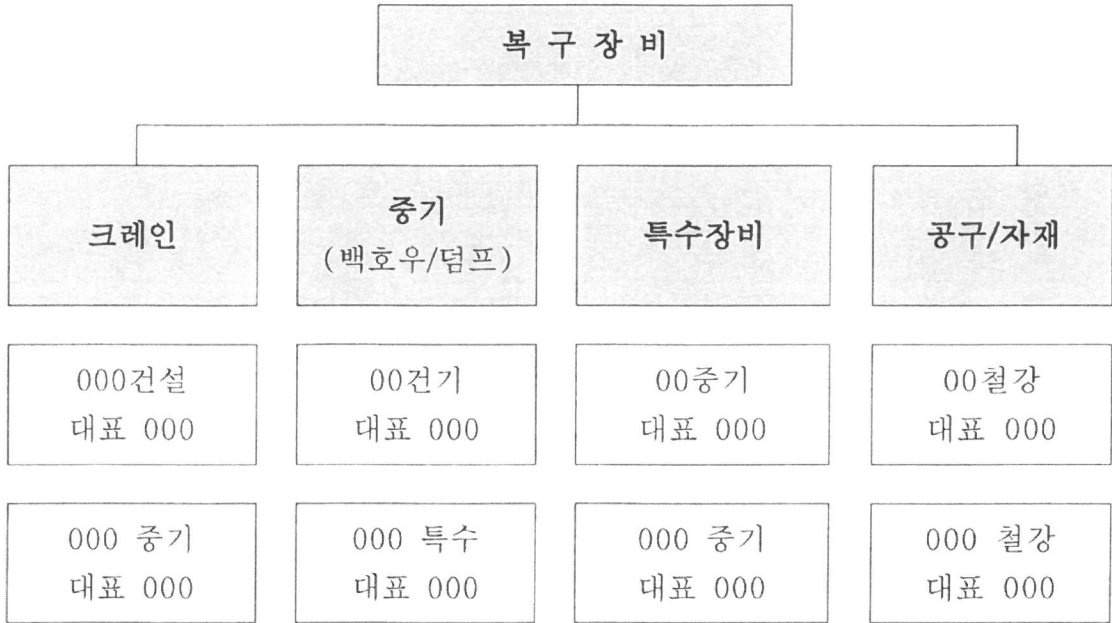 복 구 장 비
크레인
중기
(백호우/덤프)
특수장비
공구/자재
000건설
대표 000
00건기
대표 000
00중기
대표 000
00철강
대표 000
000 중기
대표 000
000 특수
대표 000
000 중기
대표 000
000 철강
대표 000